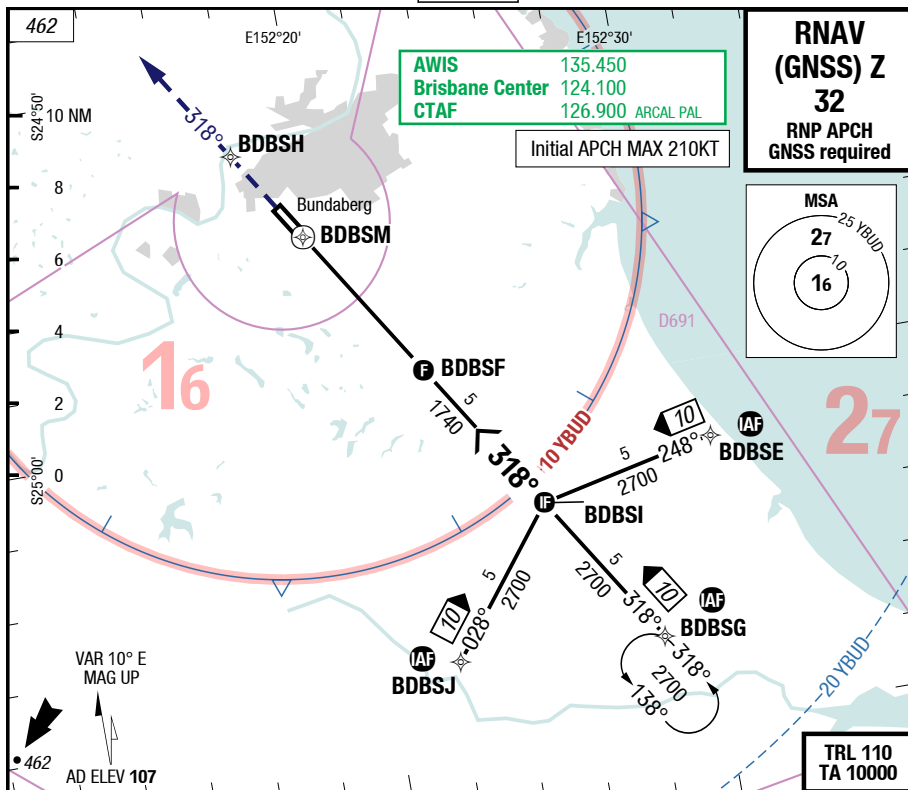 462
E152°20'
E152°30'
RNAV
(GNSS) Z
32
RNP APCH
GNSS required
AWIS 135.450
Brisbane Center 124.100
CTAF 126.900 ARCAL PAL
Initial APCH MAX 210KT
S24°50'
10 NM
318°
BDBSH
8
Bundaberg
BDBSM
6
MSA
25 YBUD
27
10
16
4
D691
BDBSF
F
16
5
1740
2
318°
10 YBUD
10
248°
IAF
BDBSE
27
5
2700
S25°00'
0
IF
BDBSI
5
2700
5
2700
10
318°
IAF
BDBSG
10
028°
IAF
BDBSJ
318°
2700
138°
20 YBUD
VAR 10° E
MAG UP
462
AD ELEV 107
TRL 110
TA 10000